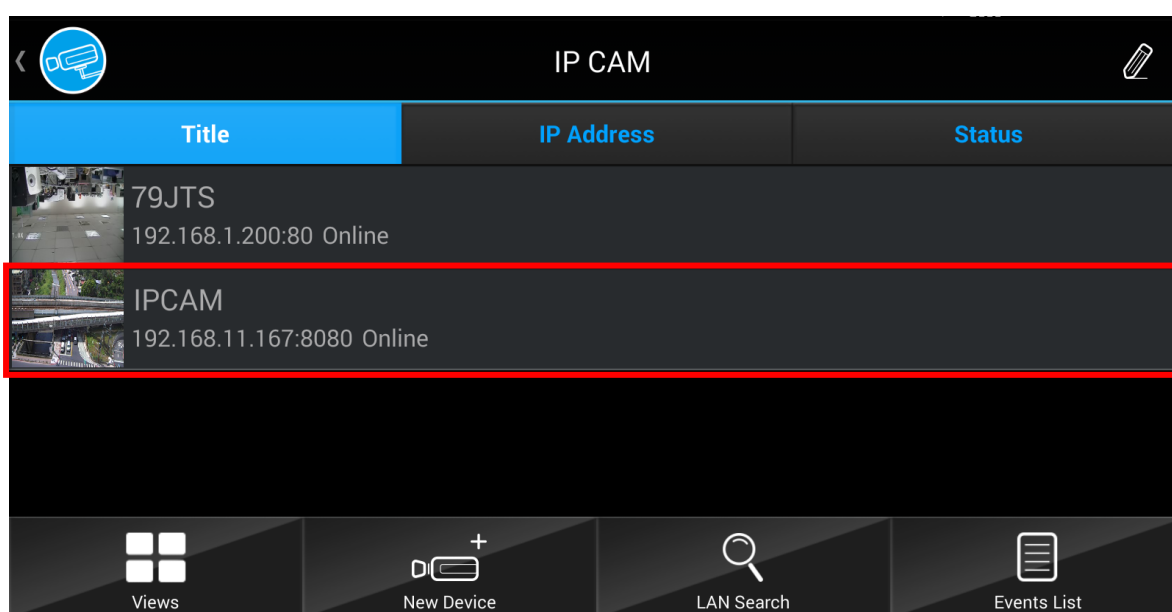 IP CAM
Title IP Address Status
79JTS
192.168.1.200:80 Online
IPCAM
192.168.11.167:8080 Online
Views New Device LAN Search Events List